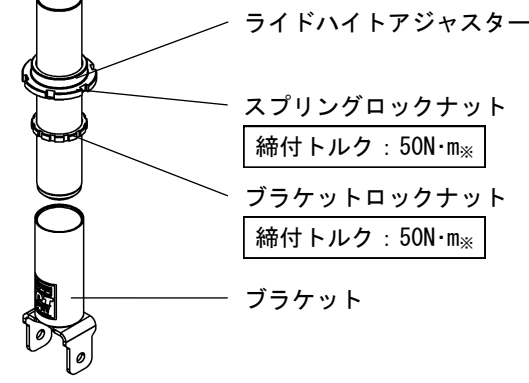 ライドハイトアジャスター
スプリングロックナット
締付トルク：50N·m※
ブラケットロックナット
締付トルク：50N·m※
ブラケット